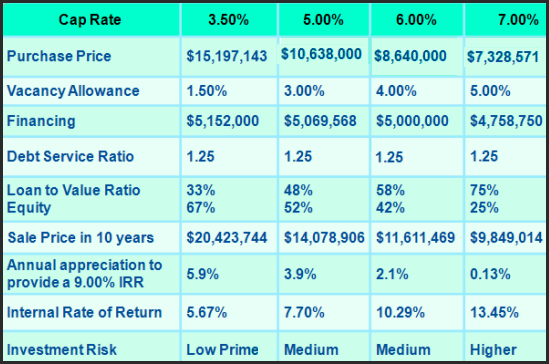 Cap Rate 3.50% 5.00% 6.00% 7.00%
Purchase Price $15,197,143 $10,638,000 $8,640,000 $7,328,571
Vacancy Allowance 1.50% 3.00% 4.00% 5.00%
Financing $5,152,000 $5,069,568 $5,000,000 $4,758,750
Debt Service Ratio 1.25 1.25 1.25 1.25
Loan to Value Ratio 33% 48% 58% 75%
Equity 67% 52% 42% 25%
Sale Price in 10 years $20,423,744 $14,078,906 $11,611,469 $9,849,014
Annual appreciation to
provide a 9.00% IRR 5.9% 3.9% 2.1% 0.13%
Internal Rate of Return 5.67% 7.70% 10.29% 13.45%
Investment Risk Low Prime Medium Medium Higher